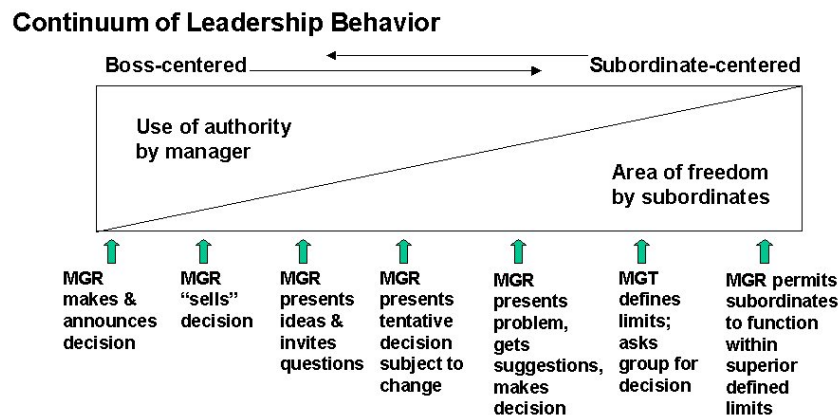 Continuum of Leadership Behavior
Boss-centered
Subordinate-centered
Use of authority
by manager
Area of freedom
by subordinates
MGR
makes &
announces
decision
MGR
“sells”
decision
MGR
presents
ideas &
invites
questions
MGR
presents
tentative
decision
subject to
change
MGR
presents
problem,
gets
suggestions,
makes
decision
MGT
defines
limits;
asks
group for
decision
MGR permits
subordinates
to function
within
superior
defined
limits